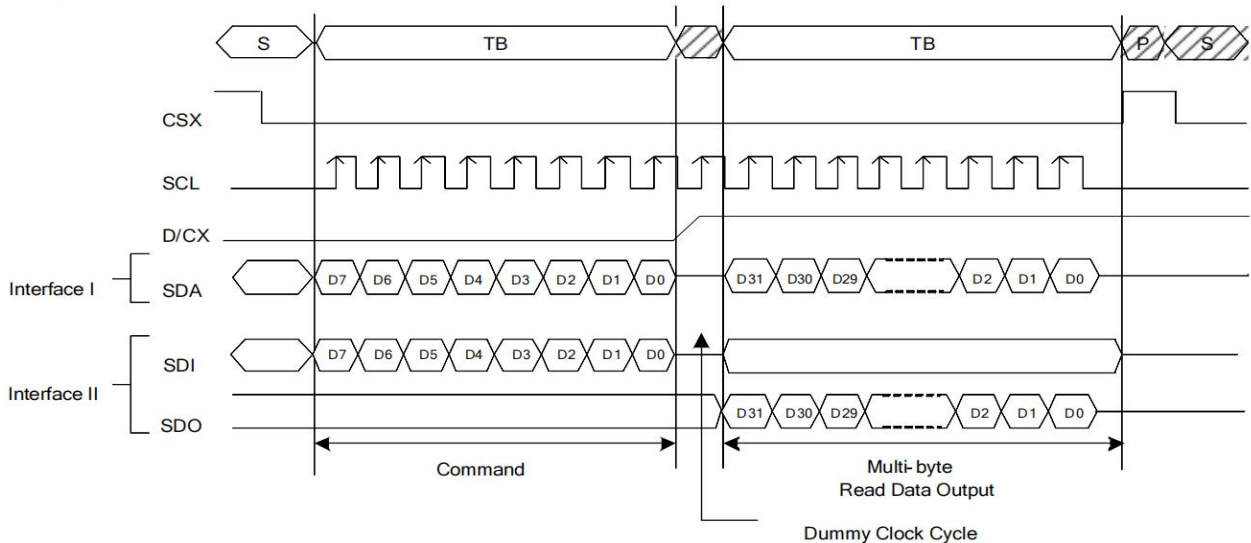 S TB TB P S
CSX
SCL
D/CX
Interface I
SDA D7 D6 D5 D4 D3 D2 D1 D0 D31 D30 D29 D2 D1 D0
Interface II
SDI D7 D6 D5 D4 D3 D2 D1 D0
SDO D31 D30 D29 D2 D1 D0
Command
Multi-byte
Read Data Output
Dummy Clock Cycle